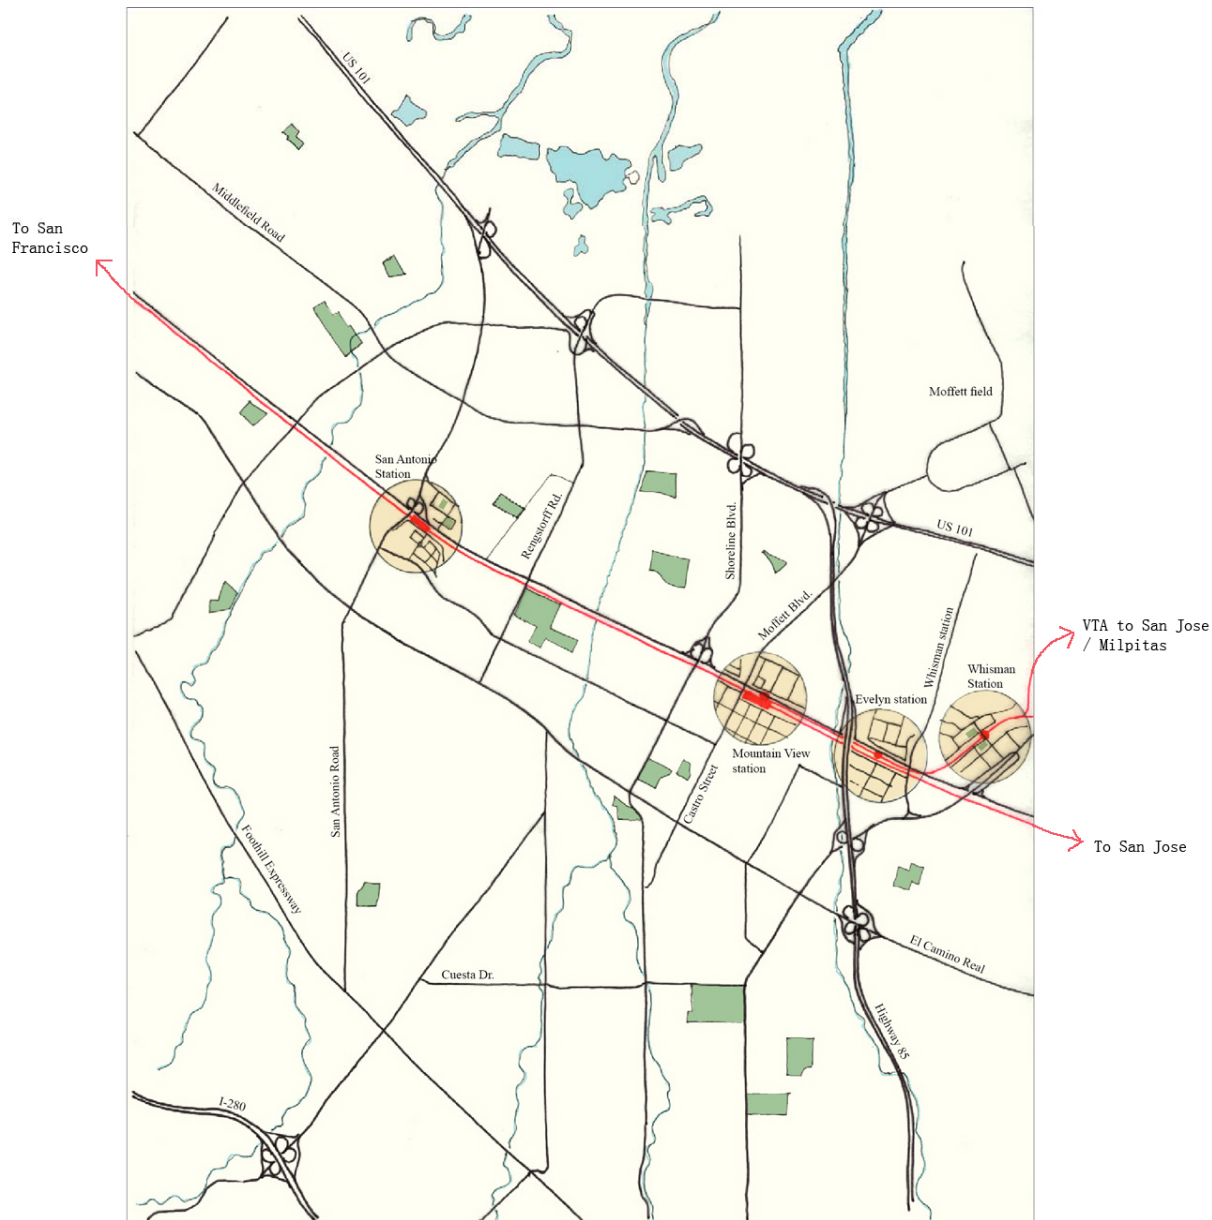 US 101
Middlefield Road
To San
Francisco
Moffett field
San Antonio
Station
Rengstorff Rd.
Shoreline Blvd.
US 101
Moffett Blvd.
Whisman station
VTA to San Jose
/ Milpitas
Whisman
Station
Evelyn station
Mountain View
station
Castro Street
San Antonio Road
Foothill Expressway
To San Jose
El Camino Real
Cuesta Dr.
Highway 85
I-280